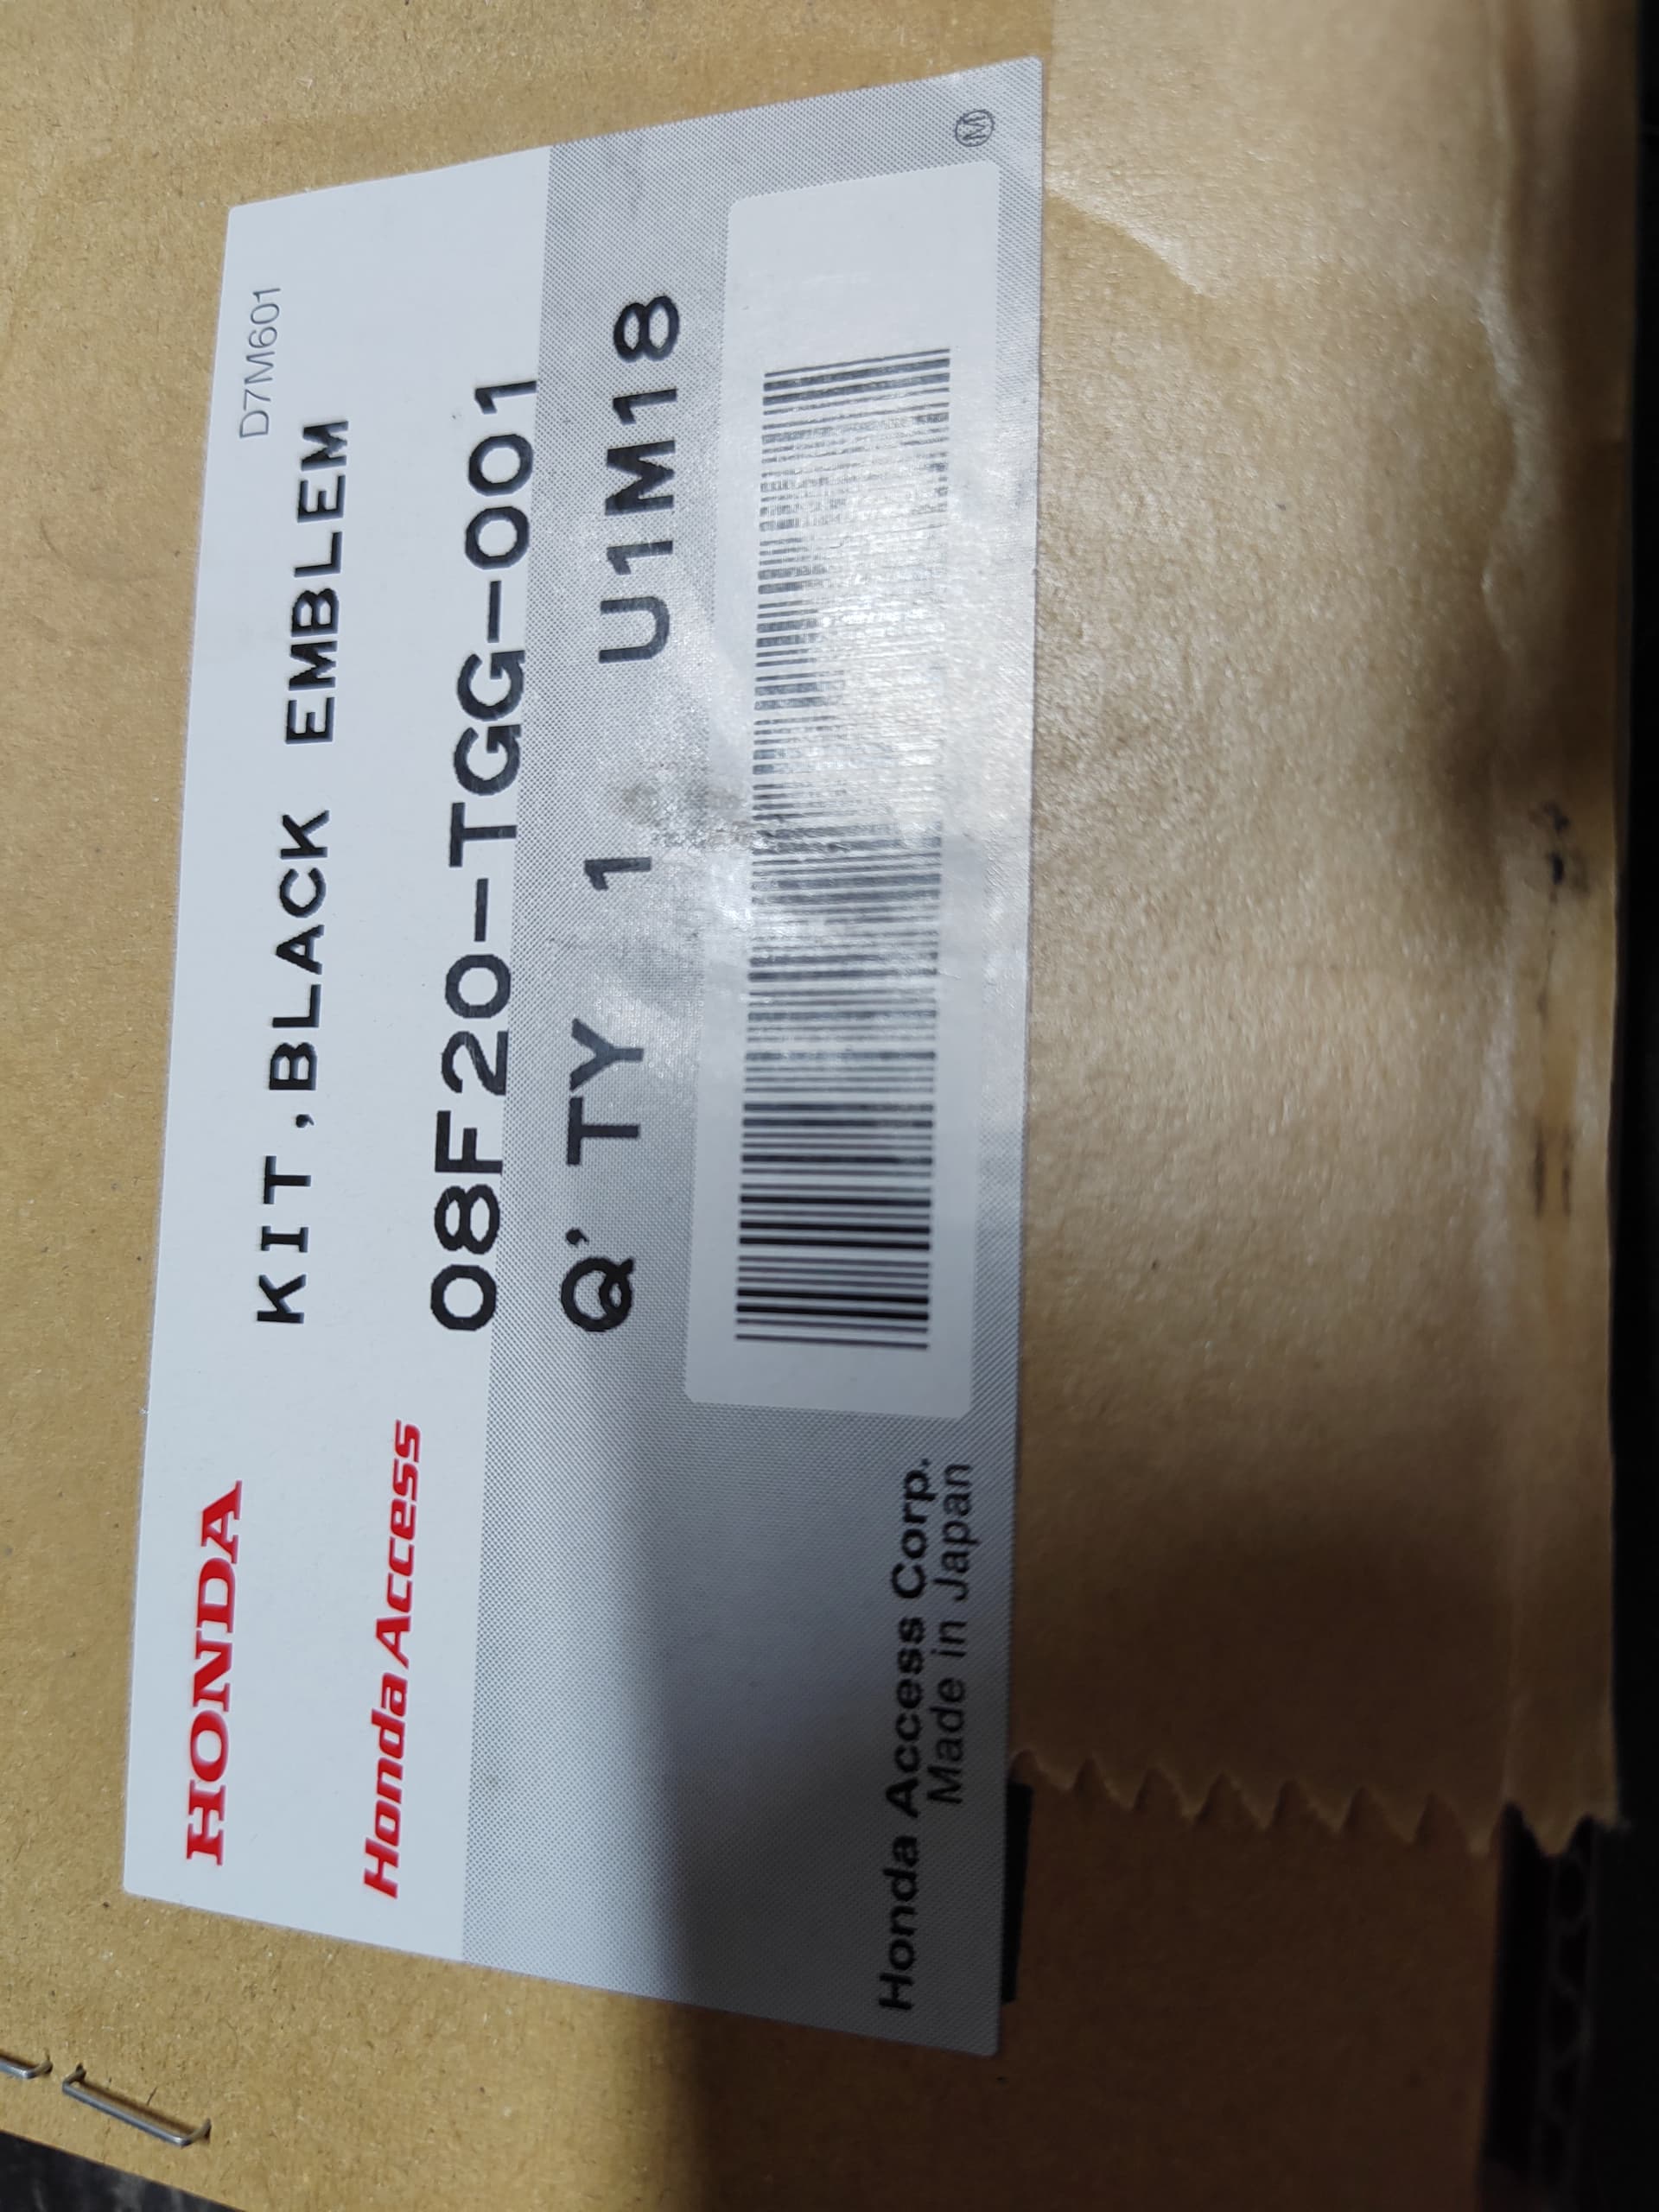 D7M601
HONDA
KIT,BLACK EMBLEM
Honda Access
08F20-TGG-001
Q'TY 1 U1M18
Honda Access Corp.
Made in Japan
Ⓜ